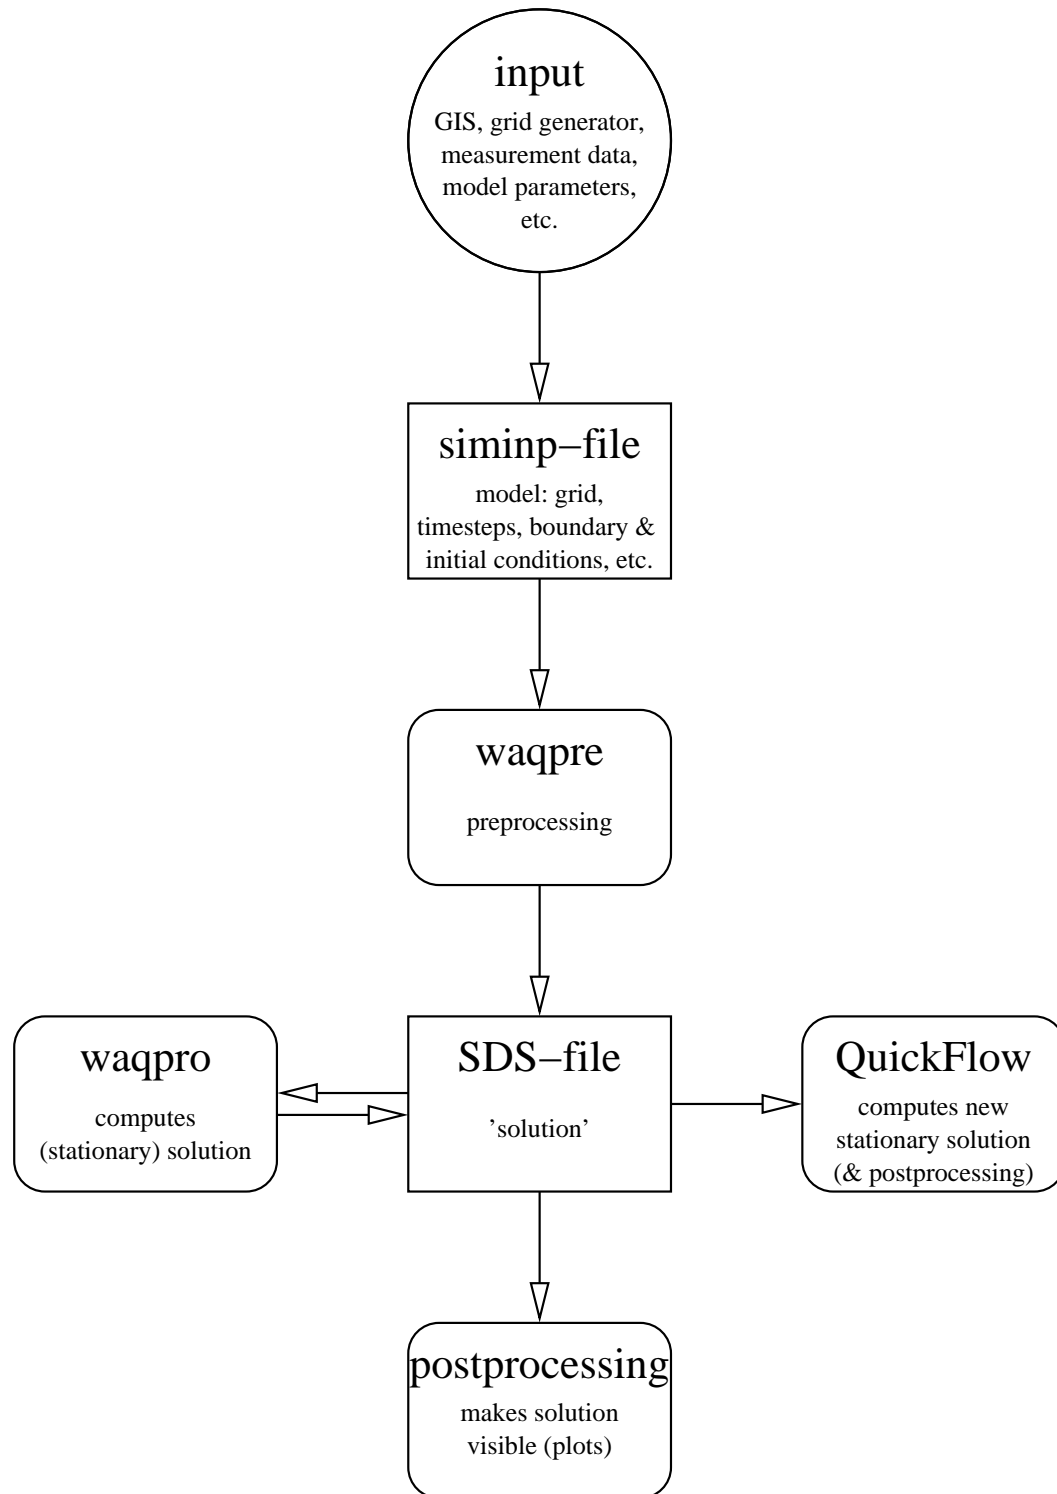 input
GIS, grid generator,
measurement data,
model parameters,
etc.
siminp−file
model: grid,
timesteps, boundary &
initial conditions, etc.
waqpre
preprocessing
waqpro
computes
(stationary) solution
SDS−file
’solution’
QuickFlow
computes new
stationary solution
(& postprocessing)
postprocessing
makes solution
visible (plots)